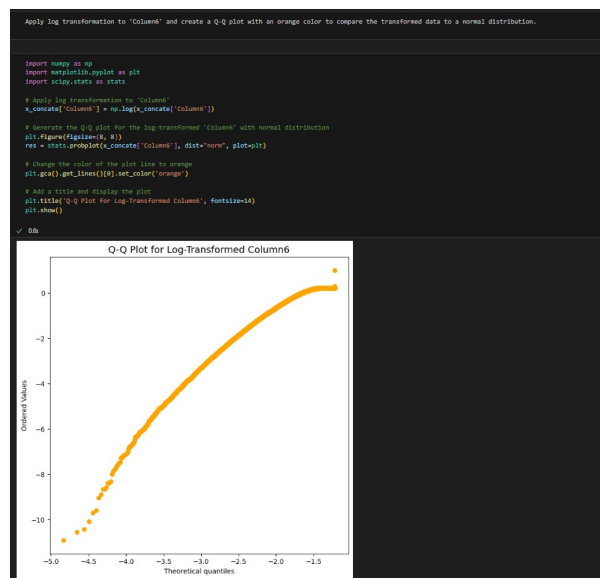 Apply log transformation to 'Column6' and create a Q-Q plot with an orange color to compare the transformed data to a normal distribution.
import numpy as np
import matplotlib.pyplot as plt
import scipy.stats as stats
# Apply log transformation to 'Column6'
x_concate['Column6'] = np.log(x_concate['Column6'])
# Generate the Q-Q plot for the log-transformed 'Column6' with normal distribution
plt.figure(figsize=(8, 8))
res = stats.probplot(x_concate['Column6'], dist="norm", plot=plt)
# Change the color of the plot line to orange
plt.gca().get_lines()[0].set_color('orange')
# Add a title and display the plot
plt.title('Q-Q Plot for Log-Transformed Column6', fontsize=14)
plt.show()
✓ 0.6s
Q-Q Plot for Log-Transformed Column6
0
−2
−4
−6
−8
−10
Ordered Values
−5.0 −4.5 −4.0 −3.5 −3.0 −2.5 −2.0 −1.5
Theoretical quantiles